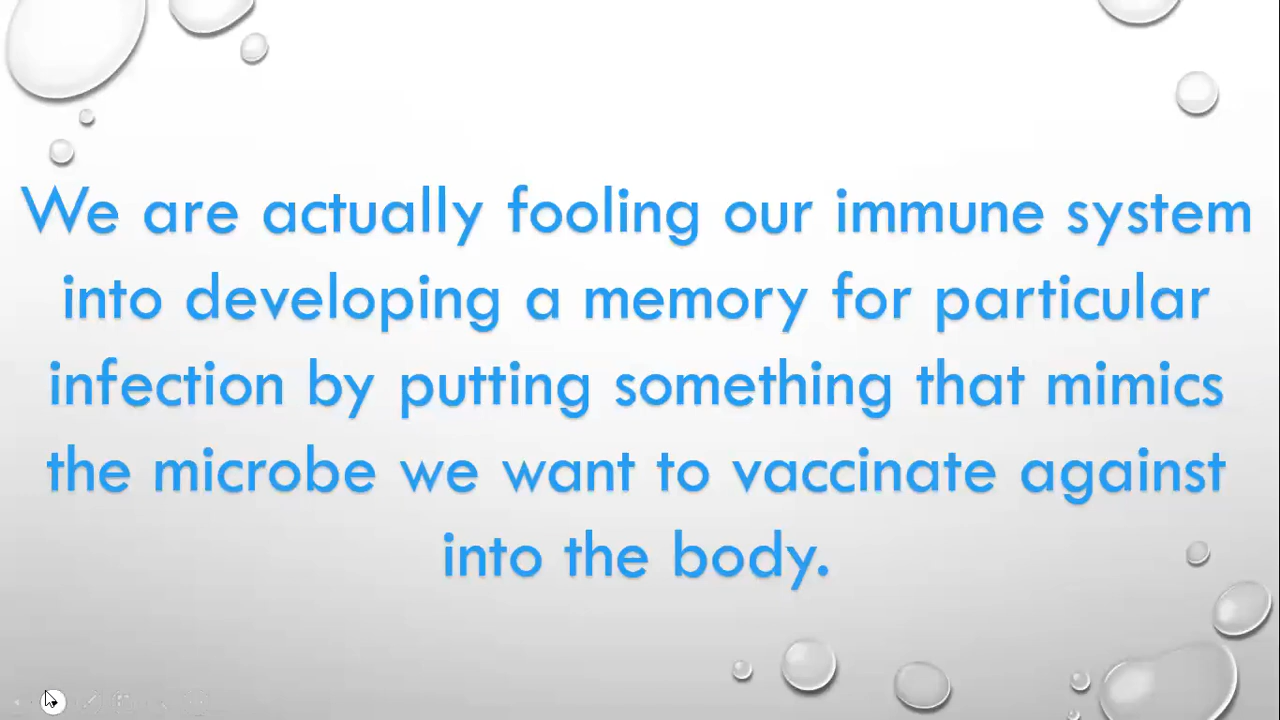 We are actually fooling our immune system
into developing a memory for particular
infection by putting something that mimics
the microbe we want to vaccinate against
into the body.